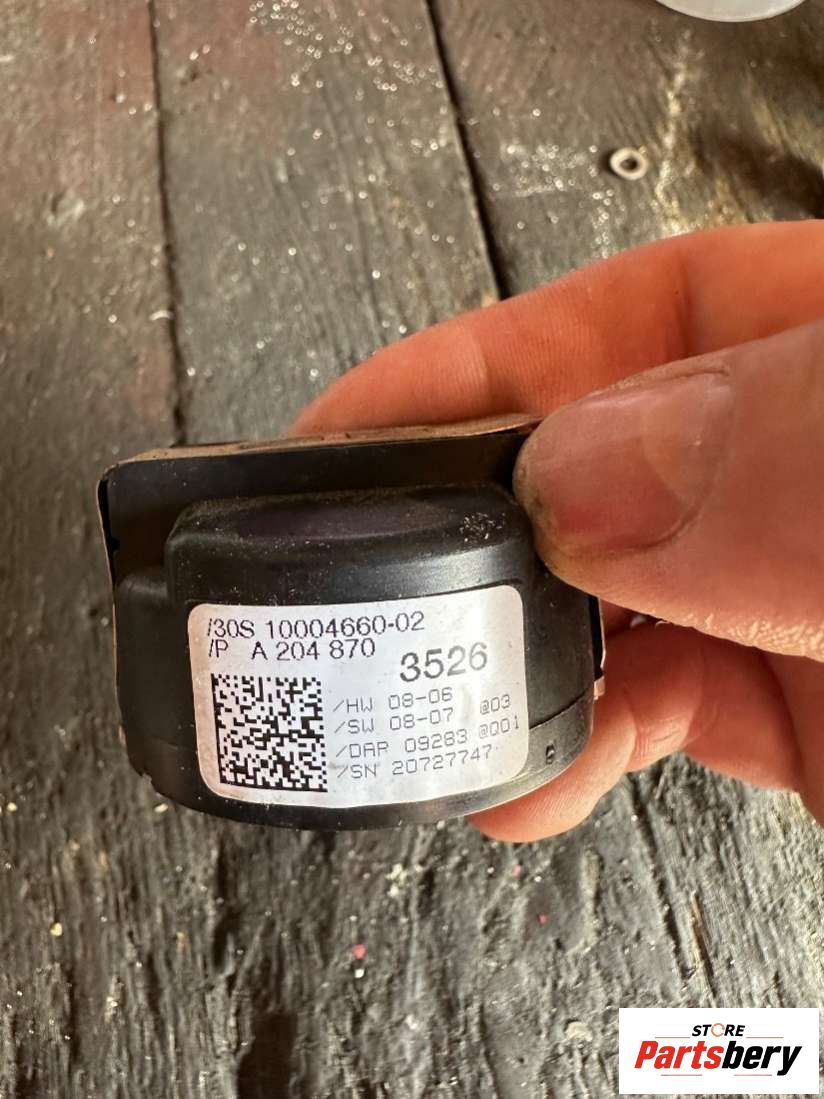 /30S 10004660-02
/P A 204 870
3526
/HW 08-06
/SW 08-07 @03
/DAP 09283 @Q01
/SN 20727747
STORE
Partsbery